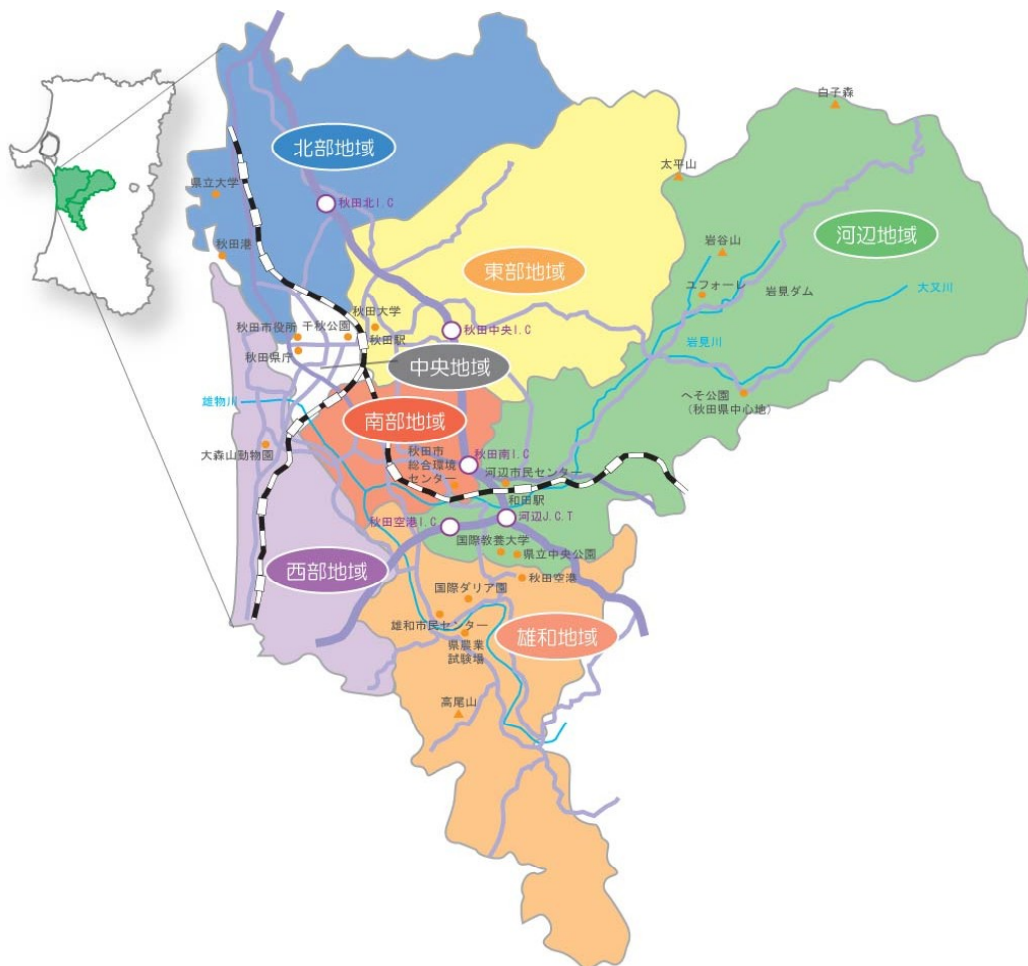 白子森
北部地域
太平山
県立大学
秋田北I.C
河辺地域
岩谷山
秋田港
東部地域
ユフォーレ
岩見ダム
大又川
秋田大学
秋田市役所
千秋公園
秋田中央I.C
秋田駅
岩見川
秋田県庁
中央地域
へそ公園
(秋田県中心地)
雄物川
南部地域
大森山動物園
秋田市
総合環境
センター
秋田南I.C
河辺市民センター
和田駅
秋田空港I.C
河辺J.C.T
国際教養大学
県立中央公園
西部地域
秋田空港
国際ダリア園
雄和市民センター
県農業
試験場
雄和地域
高尾山